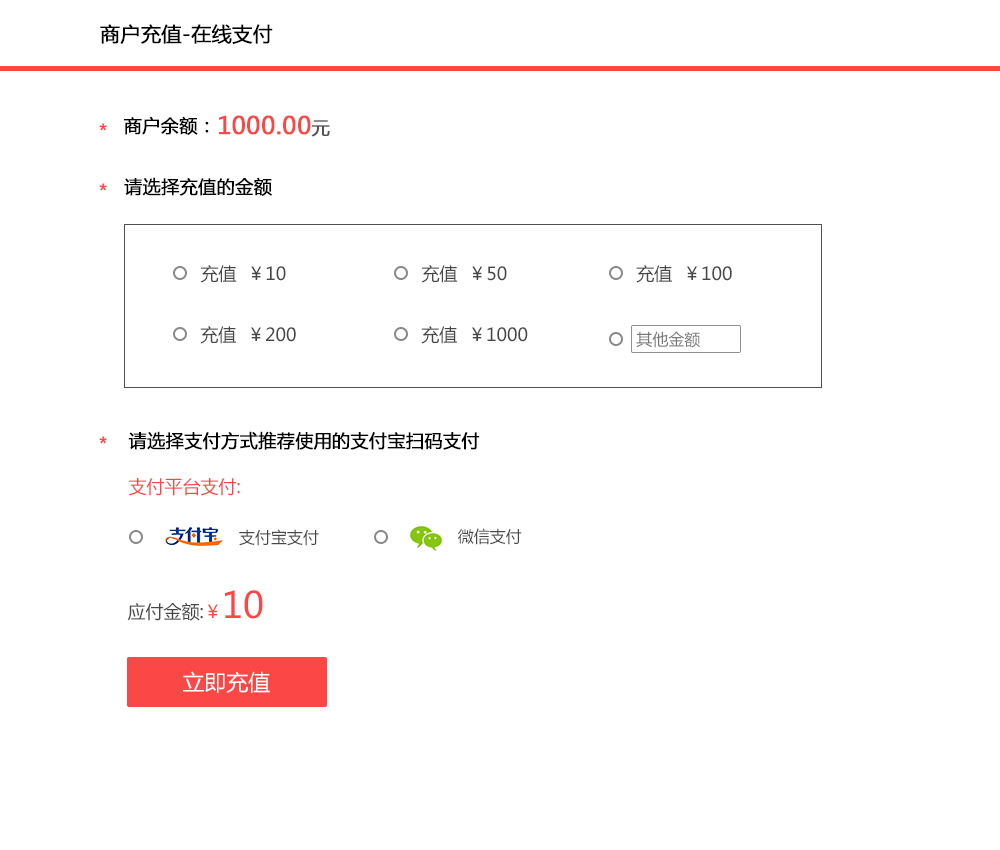 商户充值-在线支付
* 商户余额：1000.00元
* 请选择充值的金额
充值 ¥10 充值 ¥50 充值 ¥100
充值 ¥200 充值 ¥1000 其他金额
* 请选择支付方式推荐使用的支付宝扫码支付
支付平台支付:
支付宝 支付宝支付 微信支付
应付金额: ¥ 10
立即充值